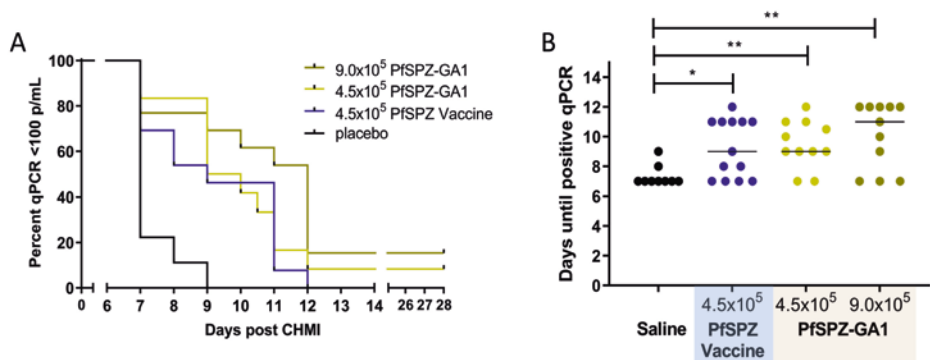 A
Percent qPCR <100 p/mL
100
80
60
40
20
0
0 6 7 8 9 10 11 12 13 14 26 27 28
Days post CHMI
9.0x10⁵ PfSPZ-GA1
4.5x10⁵ PfSPZ-GA1
4.5x10⁵ PfSPZ Vaccine
placebo
B
**
**
*
Days until positive qPCR
14
12
10
8
6
4
2
0
4.5x10⁵ 4.5x10⁵ 9.0x10⁵
Saline PfSPZ PfSPZ-GA1
Vaccine